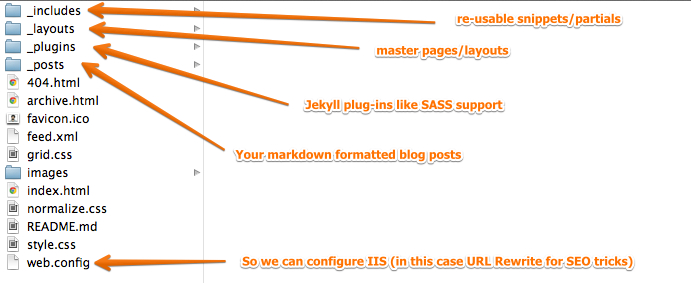 _includes
re-usable snippets/partials
_layouts
master pages/layouts
_plugins
_posts
404.html
archive.html
Jekyll plug-ins like SASS support
favicon.ico
feed.xml
grid.css
Your markdown formatted blog posts
images
index.html
normalize.css
README.md
style.css
web.config
So we can configure IIS (in this case URL Rewrite for SEO tricks)